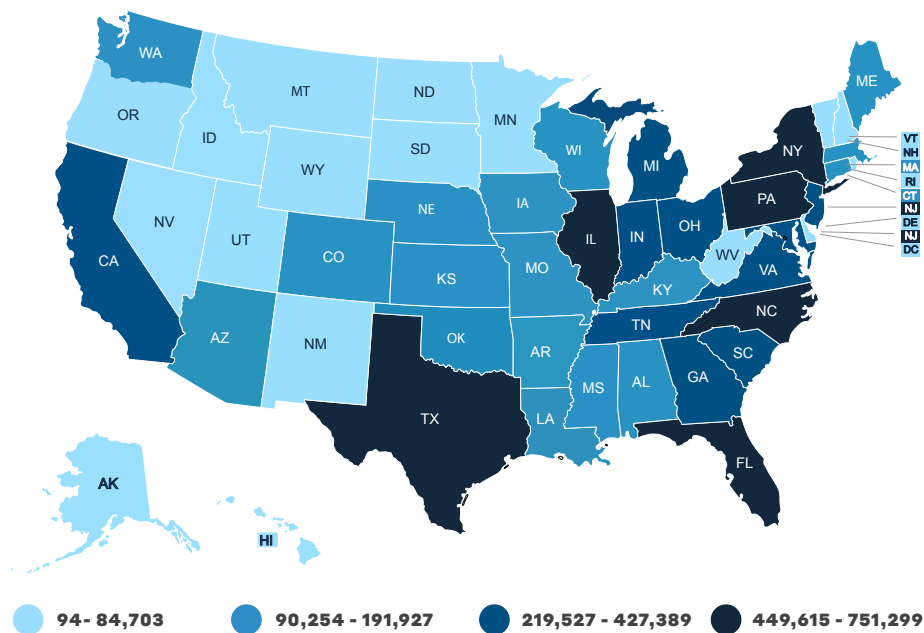 WA
ME
MT
ND
OR
MN
VT
ID
NH
WI
NY
SD
MI
MA
WY
RI
PA
CT
IA
NE
NJ
NV
OH
DE
IL
IN
UT
NJ
WV
DC
CO
CA
MO
VA
KS
KY
NC
TN
AZ
OK
NM
AR
SC
GA
MS
AL
TX
LA
FL
AK
HI
94- 84,703 90,254 - 191,927 219,527 - 427,389 449,615 - 751,299